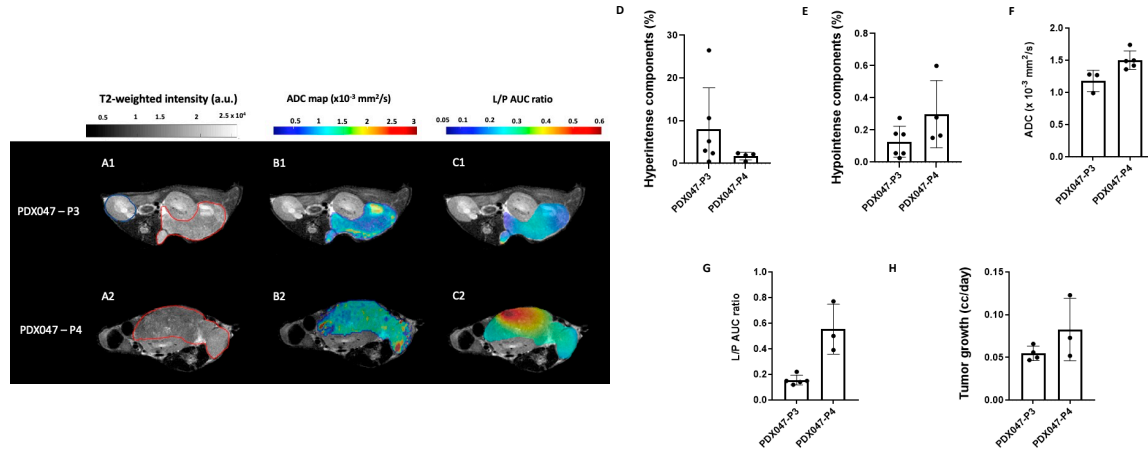 T2-weighted intensity (a.u.)
0.5 1 1.5 2 2.5 x 10⁴
ADC map (x10⁻³ mm²/s)
0.5 1 1.5 2 2.5 3
L/P AUC ratio
0.05 0.1 0.2 0.3 0.4 0.5 0.6
PDX047 – P3
A1
B1
C1
PDX047 – P4
A2
B2
C2
D
Hyperintense components (%)
30
20
10
0
PDX047-P3
PDX047-P4
E
Hypointense components (%)
0.8
0.6
0.4
0.2
0.0
PDX047-P3
PDX047-P4
F
ADC (x 10⁻³ mm²/s)
2.0
1.5
1.0
0.5
0.0
PDX047-P3
PDX047-P4
G
L/P AUC ratio
1.0
0.8
0.6
0.4
0.2
0.0
PDX047-P3
PDX047-P4
H
Tumor growth (cc/day)
0.15
0.10
0.05
0.00
PDX047-P3
PDX047-P4